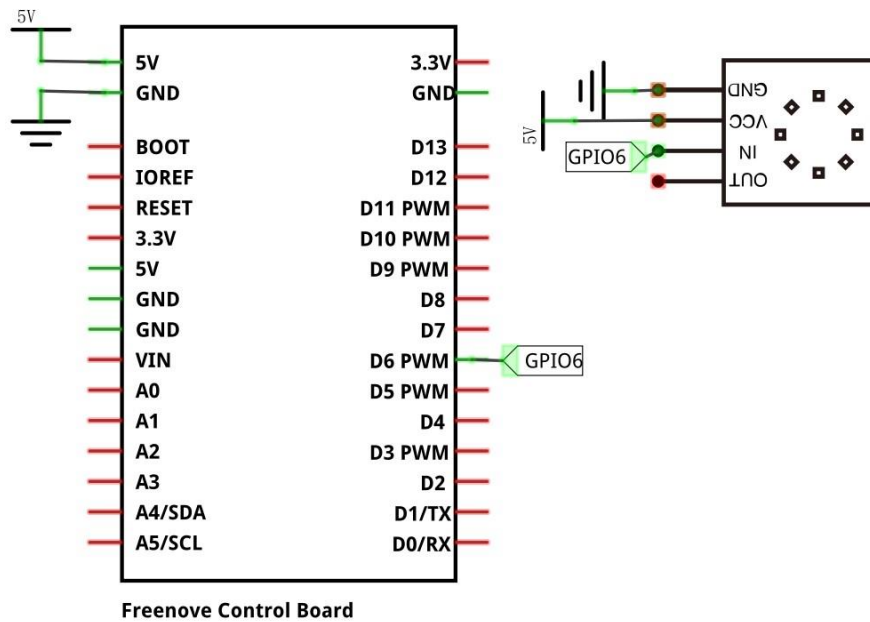 5V
5V
GND
BOOT
IOREF
RESET
3.3V
5V
GND
GND
VIN
A0
A1
A2
A3
A4/SDA
A5/SCL
3.3V
GND
D13
D12
D11 PWM
D10 PWM
D9 PWM
D8
D7
D6 PWM
D5 PWM
D4
D3 PWM
D2
D1/TX
D0/RX
GPIO6
5V
GPIO6
GND
VCC
IN
OUT
Freenove Control Board